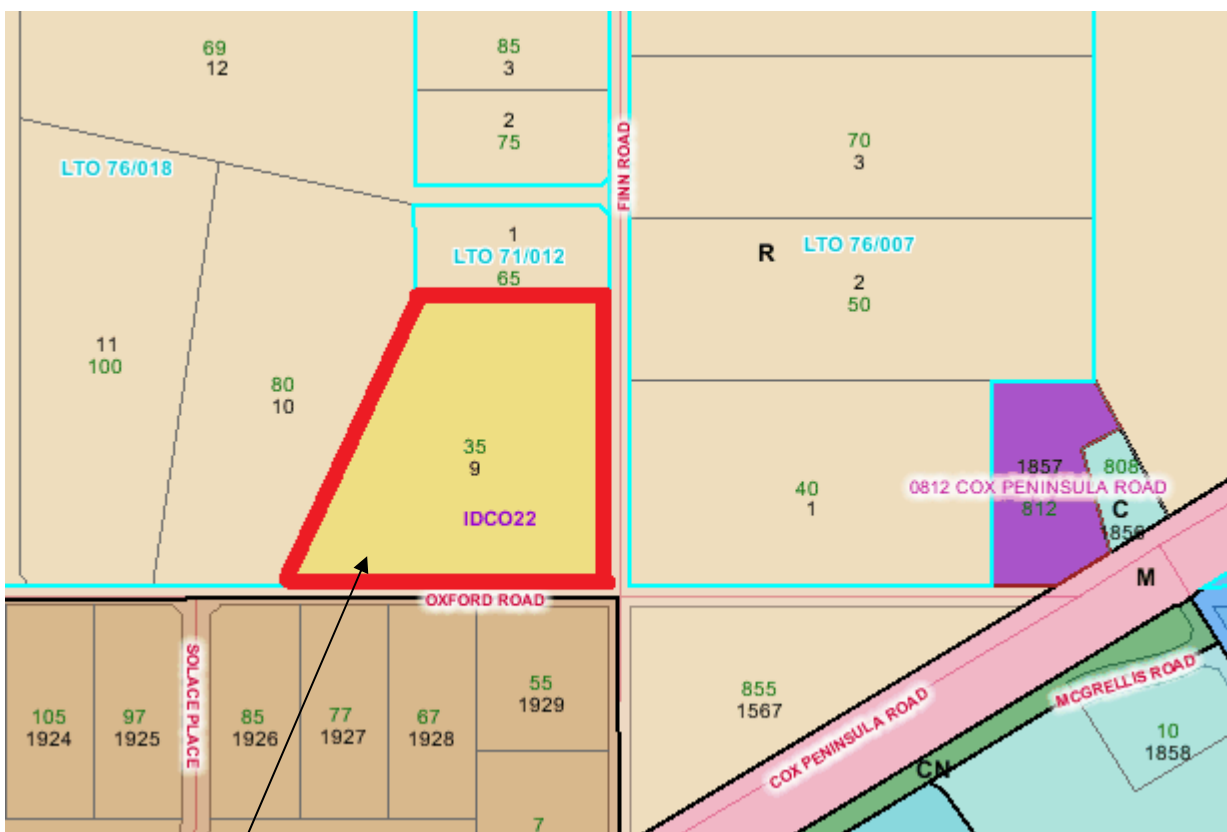 69
12
85
3
2
75
FINN ROAD
70
3
LTO 76/018
1
LTO 71/012
65
R
LTO 76/007
2
50
11
100
80
10
35
9
IDCO22
40
1
1857
812
808
0812 COX PENINSULA ROAD
C
1856
M
OXFORD ROAD
SOLACE PLACE
105
1924
97
1925
85
1926
77
1927
67
1928
55
1929
7
855
1567
COX PENINSULA ROAD
MCGRELLIS ROAD
CN
10
1858